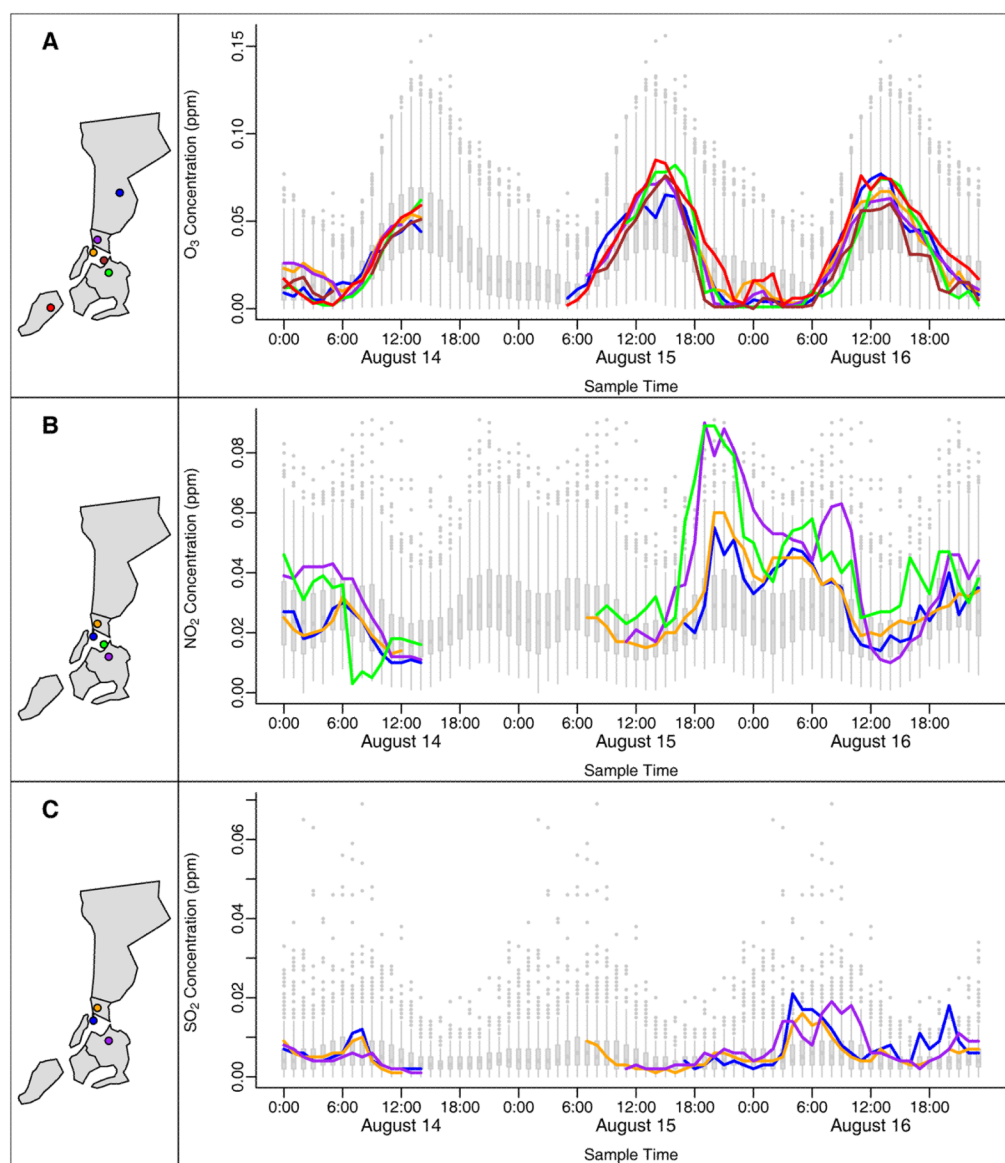 A
O3 Concentration (ppm)
0.15
0.10
0.05
0.00
0:00 6:00 12:00 18:00 0:00 6:00 12:00 18:00 0:00 6:00 12:00 18:00
August 14 August 15 August 16
Sample Time
B
NO2 Concentration (ppm)
0.08
0.06
0.04
0.02
0.00
0:00 6:00 12:00 18:00 0:00 6:00 12:00 18:00 0:00 6:00 12:00 18:00
August 14 August 15 August 16
Sample Time
C
SO2 Concentration (ppm)
0.06
0.04
0.02
0.00
0:00 6:00 12:00 18:00 0:00 6:00 12:00 18:00 0:00 6:00 12:00 18:00
August 14 August 15 August 16
Sample Time